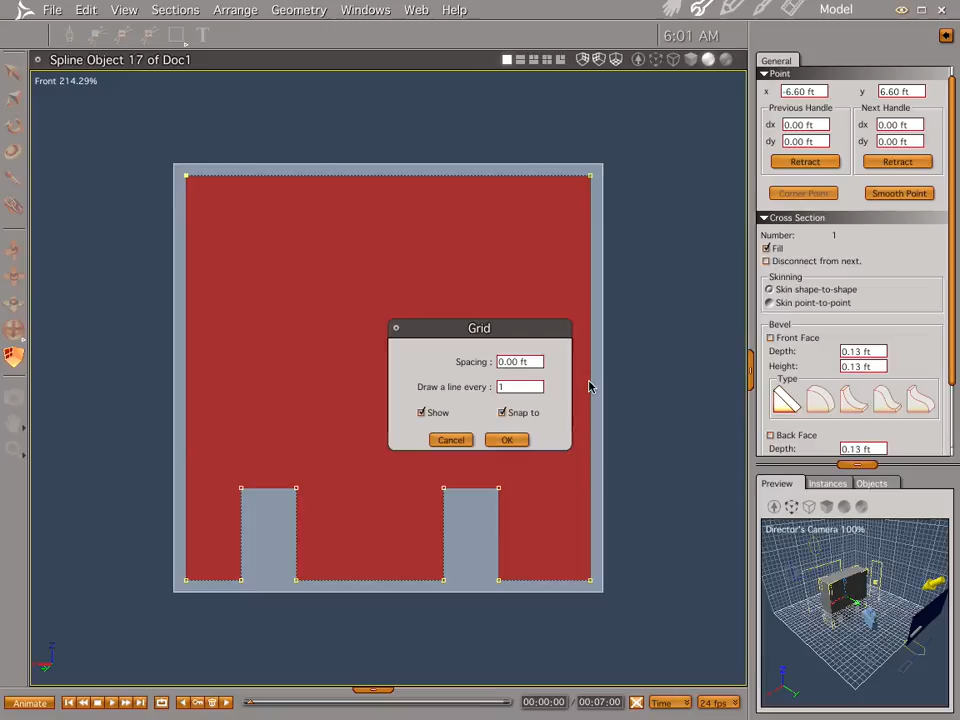 File Edit View Sections Arrange Geometry Windows Web Help Model
T 6:01 AM
Spline Object 17 of Doc1
Front 214.29%
General
Point
x -6.60 ft y 6.60 ft
Previous Handle Next Handle
dx 0.00 ft dx 0.00 ft
dy 0.00 ft dy 0.00 ft
Retract Retract
Corner Point Smooth Point
Cross Section
Number: 1
Fill
Disconnect from next.
Skinning
Skin shape-to-shape
Skin point-to-point
Bevel
Front Face
Depth: 0.13 ft
Height: 0.13 ft
Type
Back Face
Depth: 0.13 ft
Grid
Spacing : 0.00 ft
Draw a line every : 1
Show Snap to
Cancel OK
Preview Instances Objects
Director's Camera 100%
Z
Z
Animate 00:00:00 / 00:07:00 Time 24 fps